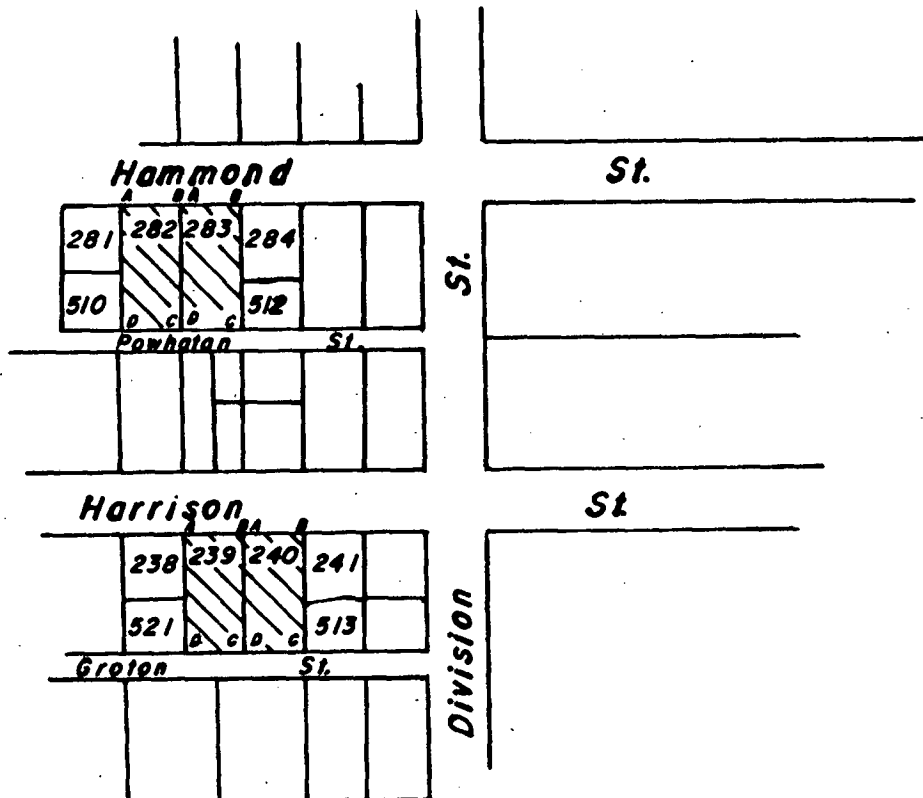 Hammond St.
A B A B
281 282 283 284
St.
510 D C D C 512
Powhatan St.
Harrison St
A B A B
238 239 240 241
521 D C D C 513
Groton St.
Division